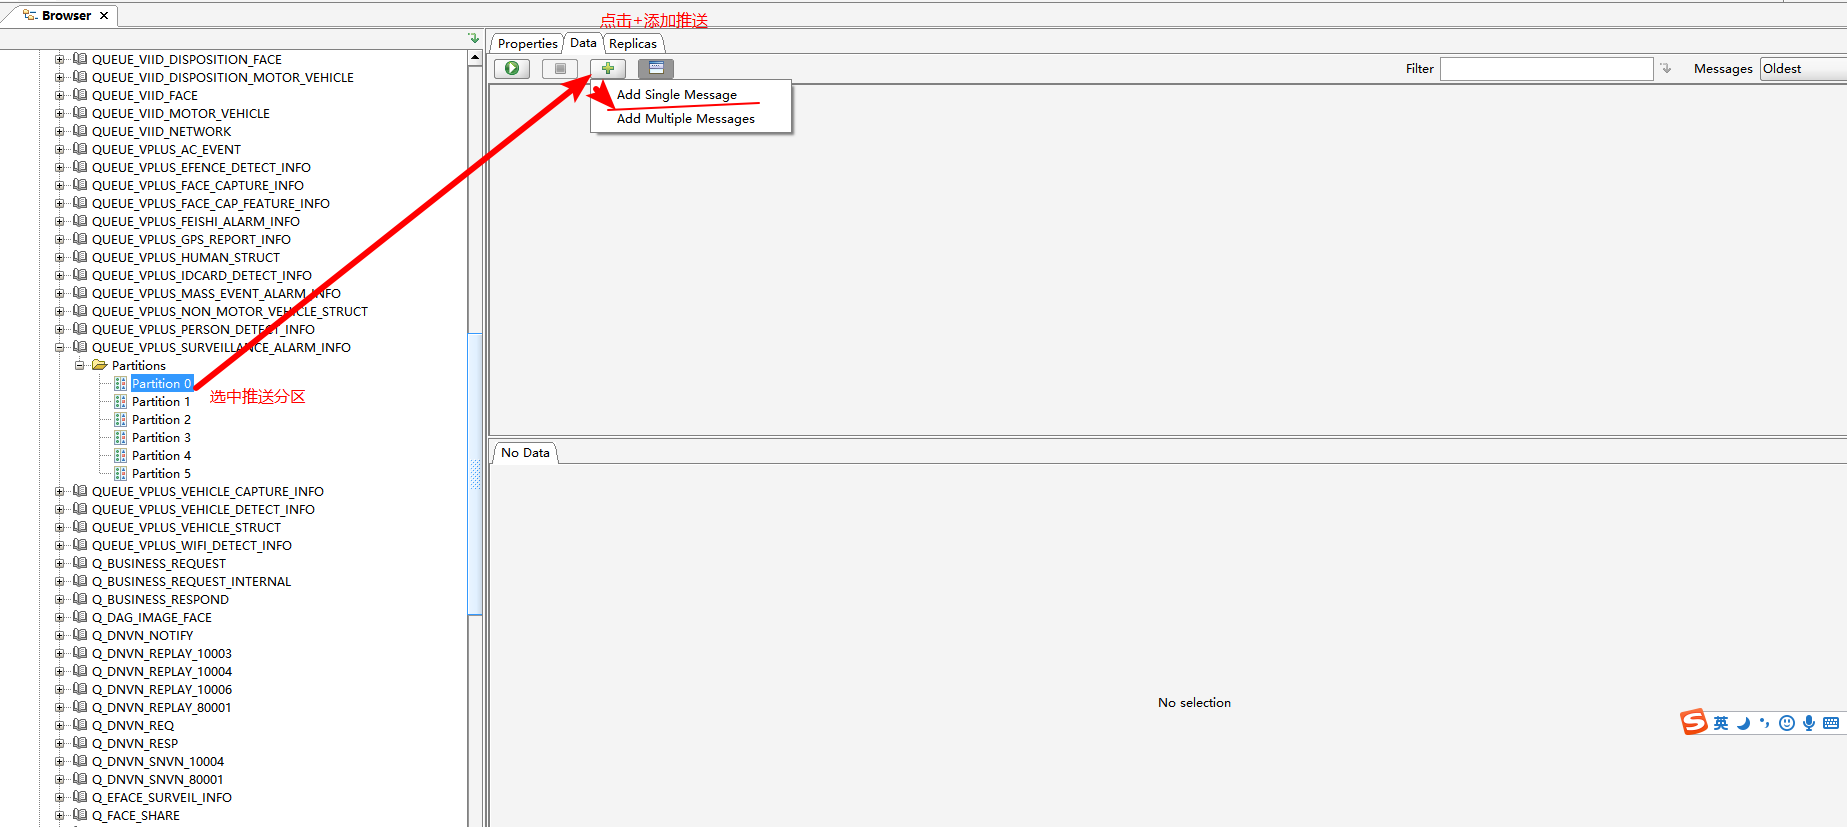 Browser
点击+添加推送
Properties
Data
Replicas
Add Single Message
Add Multiple Messages
Filter
Messages
Oldest
QUEUE_VIID_DISPOSITION_FACE
QUEUE_VIID_DISPOSITION_MOTOR_VEHICLE
QUEUE_VIID_FACE
QUEUE_VIID_MOTOR_VEHICLE
QUEUE_VIID_NETWORK
QUEUE_VPLUS_AC_EVENT
QUEUE_VPLUS_EFENCE_DETECT_INFO
QUEUE_VPLUS_FACE_CAPTURE_INFO
QUEUE_VPLUS_FACE_CAP_FEATURE_INFO
QUEUE_VPLUS_FEISHI_ALARM_INFO
QUEUE_VPLUS_GPS_REPORT_INFO
QUEUE_VPLUS_HUMAN_STRUCT
QUEUE_VPLUS_IDCARD_DETECT_INFO
QUEUE_VPLUS_MASS_EVENT_ALARM_INFO
QUEUE_VPLUS_NON_MOTOR_VEHICLE_STRUCT
QUEUE_VPLUS_PERSON_DETECT_INFO
QUEUE_VPLUS_SURVEILLANCE_ALARM_INFO
Partitions
Partition 0
选中推送分区
Partition 1
Partition 2
Partition 3
Partition 4
Partition 5
QUEUE_VPLUS_VEHICLE_CAPTURE_INFO
QUEUE_VPLUS_VEHICLE_DETECT_INFO
QUEUE_VPLUS_VEHICLE_STRUCT
QUEUE_VPLUS_WIFI_DETECT_INFO
Q_BUSINESS_REQUEST
Q_BUSINESS_REQUEST_INTERNAL
Q_BUSINESS_RESPOND
Q_DAG_IMAGE_FACE
Q_DNVN_NOTIFY
Q_DNVN_REPLAY_10003
Q_DNVN_REPLAY_10004
Q_DNVN_REPLAY_10006
Q_DNVN_REPLAY_80001
Q_DNVN_REQ
Q_DNVN_RESP
Q_DNVN_SNVN_10004
Q_DNVN_SNVN_80001
Q_EFACE_SURVEIL_INFO
Q_FACE_SHARE
No Data
No selection
英